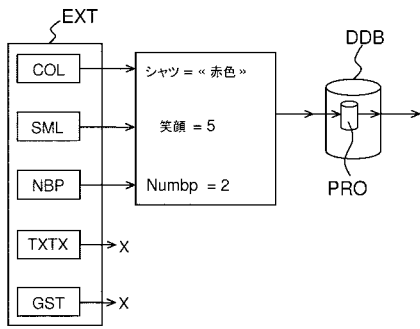 EXT
DDB
COL
シャツ = « 赤色 »
SML
笑顔 = 5
NBP
Numbp = 2
PRO
TXTX
X
GST
X